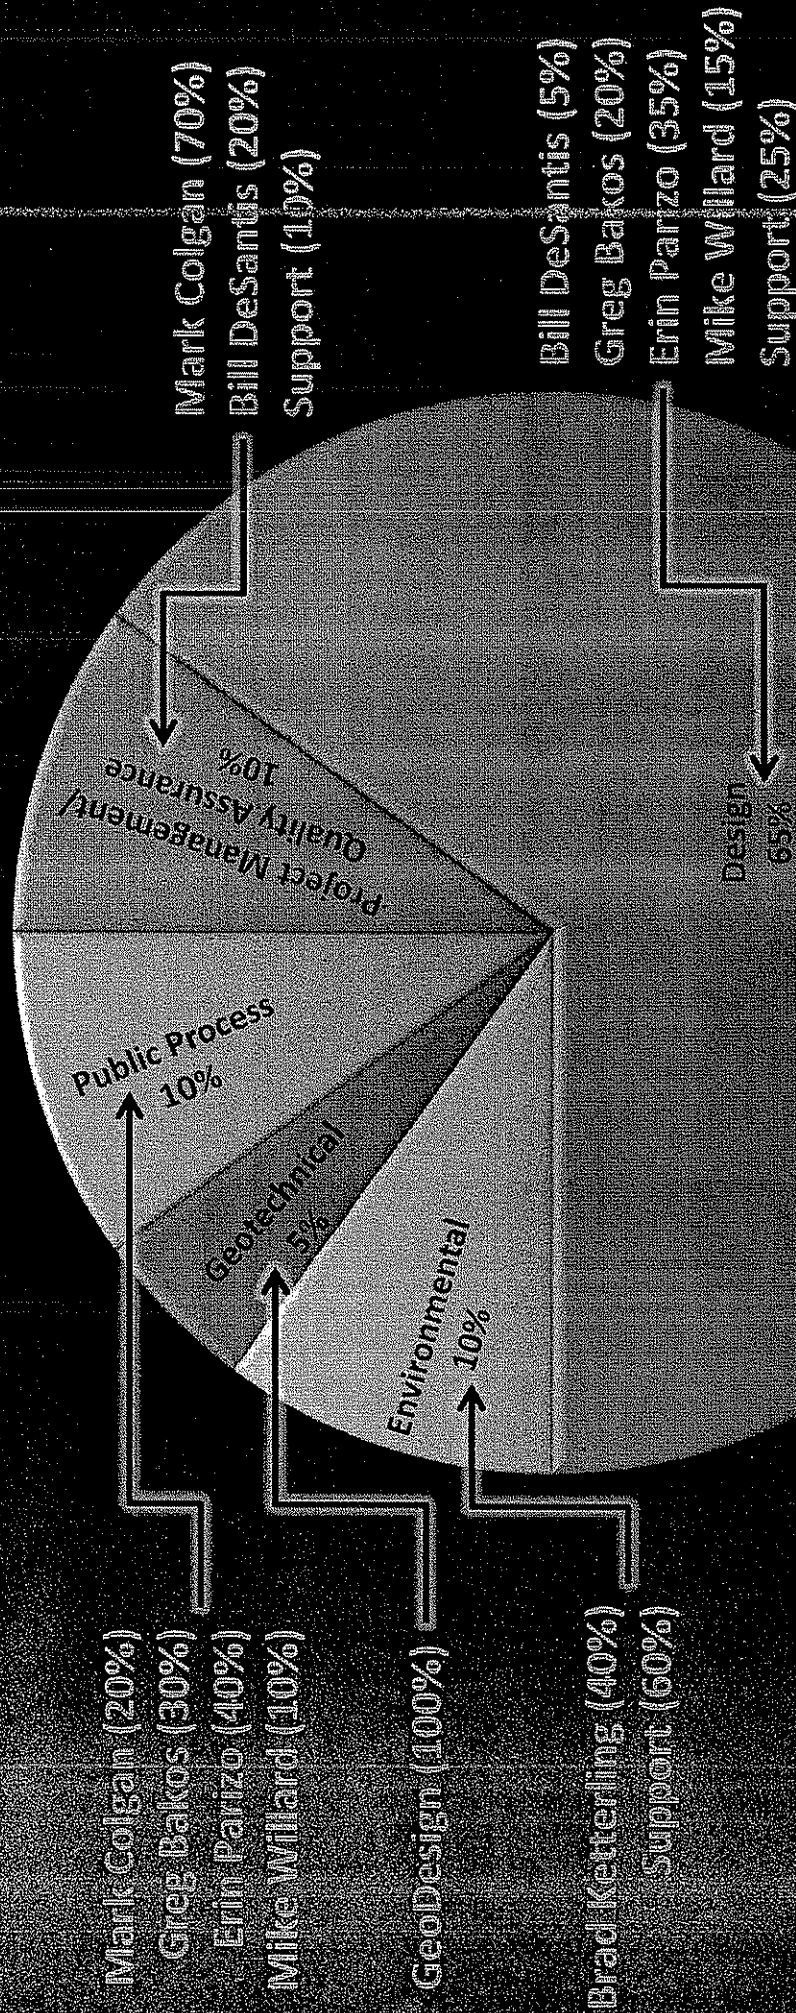 Mark Colgan (20%)
Greg Bakos (30%)
Erin Parizo (40%)
Mike Willard (10%)
GeoDesign (100%)
Brad Ketterling (40%)
Support (60%)
Public Process
10%
Geotechnical
5%
Environmental
10%
Project Management/
Quality Assurance
10%
Design
65%
Mark Colgan (70%)
Bill DeSantis (20%)
Support (10%)
Bill DeSantis (5%)
Greg Bakos (20%)
Erin Parizo (35%)
Mike Willard (15%)
Support (25%)